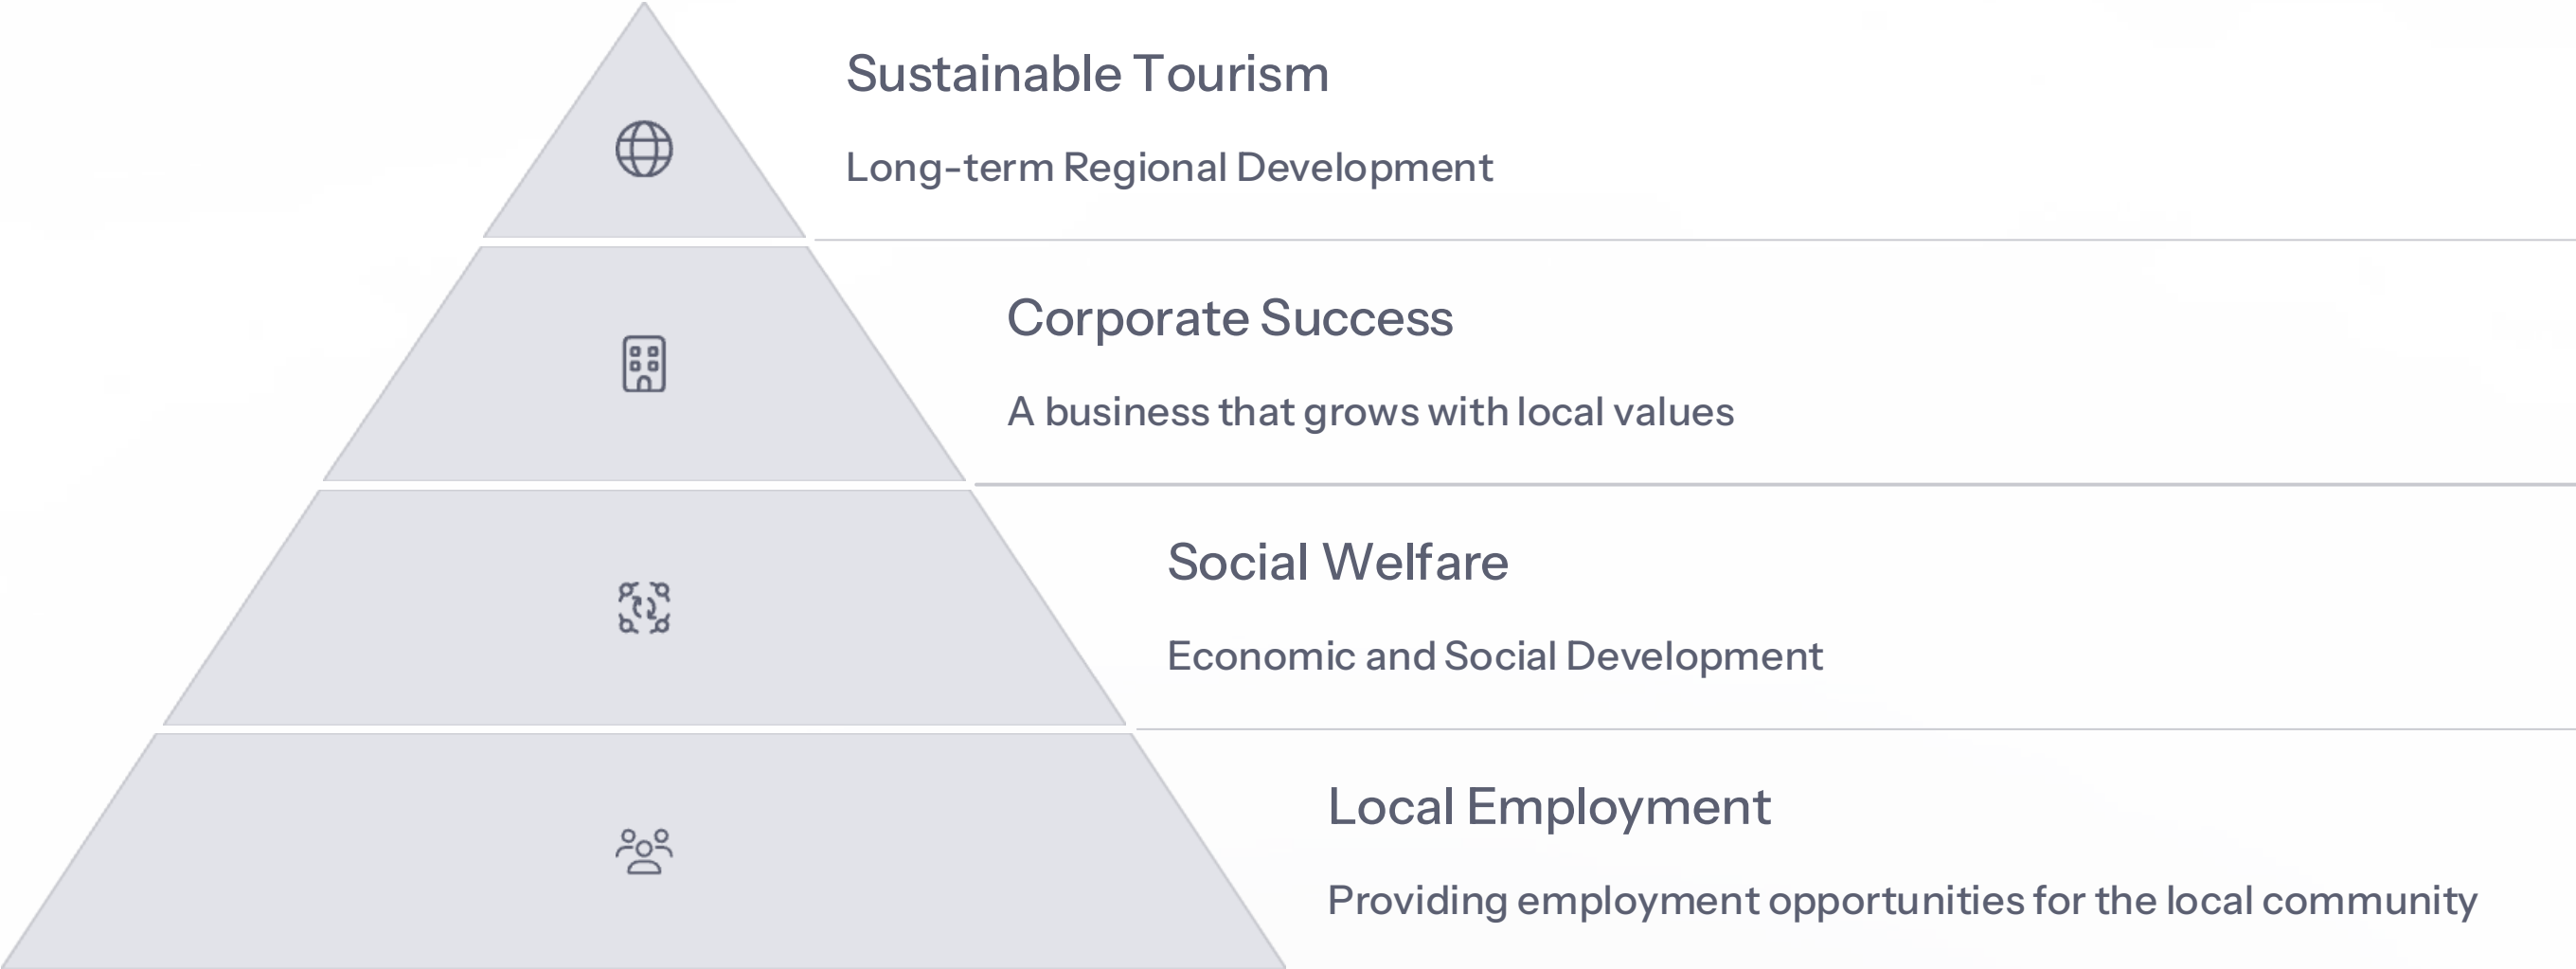 Sustainable Tourism
Long-term Regional Development
Corporate Success
A business that grows with local values
Social Welfare
Economic and Social Development
Local Employment
Providing employment opportunities for the local community